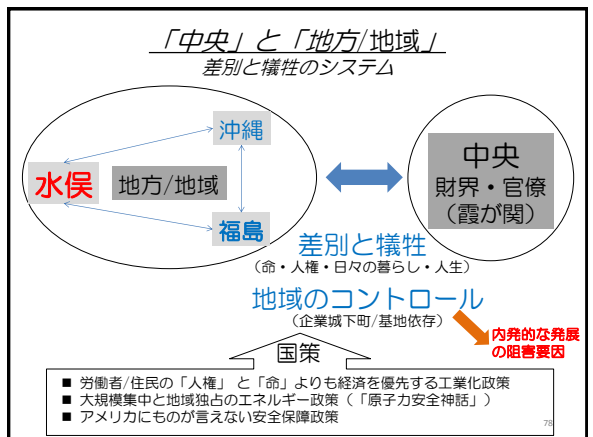 「中央」と「地方/地域」
差別と犠牲のシステム
沖縄
水俣
地方/地域
福島
中央
財界・官僚
（霞が関）
差別と犠牲
（命・人権・日々の暮らし・人生）
地域のコントロール
（企業城下町/基地依存）
内発的な発展
の阻害要因
国策
■ 労働者/住民の「人権」 と「命」よりも経済を優先する工業化政策
■ 大規模集中と地域独占のエネルギー政策（「原子力安全神話」）
■ アメリカにものが言えない安全保障政策
78